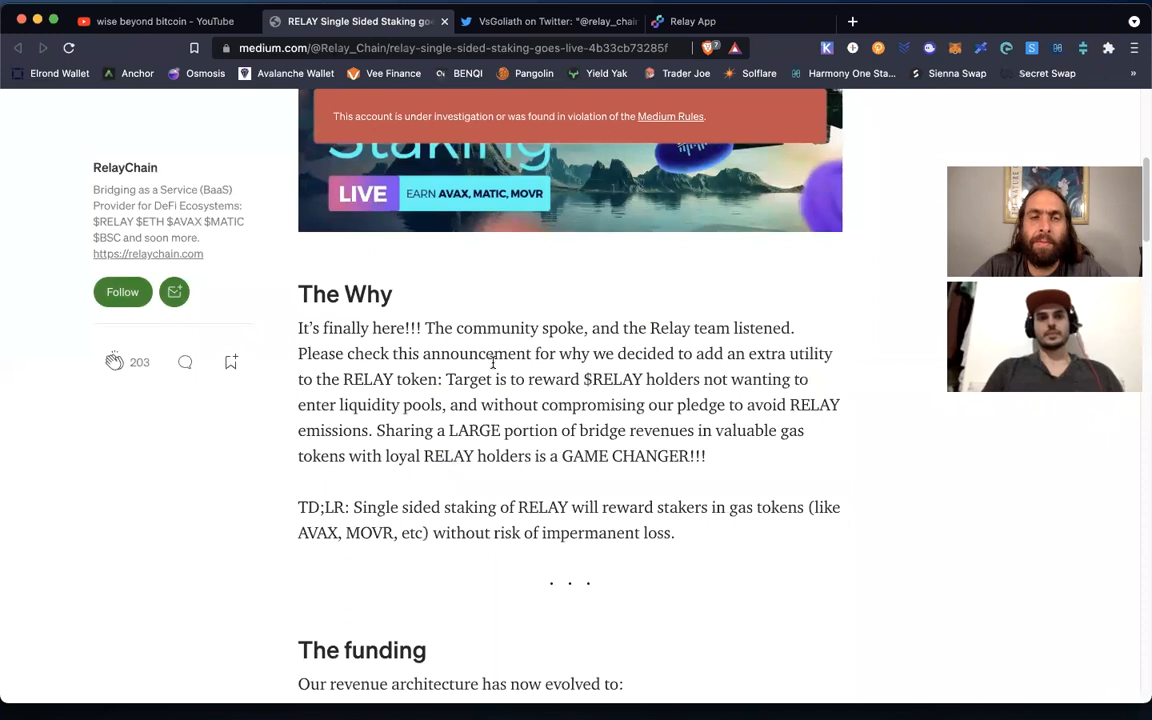 wise beyond bitcoin - YouTube
RELAY Single Sided Staking go
VsGoliath on Twitter: "@relay_chai
Relay App
medium.com/@Relay_Chain/relay-single-sided-staking-goes-live-4b33cb73285f
Elrond Wallet
Anchor
Osmosis
Avalanche Wallet
Vee Finance
BENQI
Pangolin
Yield Yak
Trader Joe
Solflare
Harmony One Sta...
Sienna Swap
Secret Swap
This account is under investigation or was found in violation of the Medium Rules.
Staking
LIVE
EARN AVAX, MATIC, MOVR
RelayChain
Bridging as a Service (BaaS)
Provider for DeFi Ecosystems:
$RELAY $ETH $AVAX $MATIC
$BSC and soon more.
https://relaychain.com
Follow
203
The Why
It's finally here!!! The community spoke, and the Relay team listened.
Please check this announcement for why we decided to add an extra utility
to the RELAY token: Target is to reward $RELAY holders not wanting to
enter liquidity pools, and without compromising our pledge to avoid RELAY
emissions. Sharing a LARGE portion of bridge revenues in valuable gas
tokens with loyal RELAY holders is a GAME CHANGER!!!
TD;LR: Single sided staking of RELAY will reward stakers in gas tokens (like
AVAX, MOVR, etc) without risk of impermanent loss.
. . .
The funding
Our revenue architecture has now evolved to: